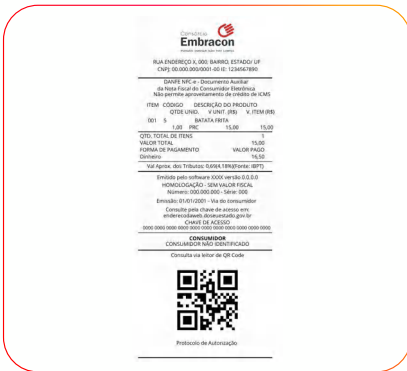 Consórcio
Embracon
RUA ENDEREÇO X, 000, BAIRRO, ESTADO/ UF
CNPJ: 00.000.000/0001-00 IE: 1234567890
DANFE NFC-e - Documento Auxiliar
da Nota Fiscal do Consumidor Eletrônica
Não permite aproveitamento de crédito de ICMS
ITEM CÓDIGO DESCRIÇÃO DO PRODUTO
QTDE UNID. V UNIT. (R$) V. ITEM (R$)
001 5 BATATA FRITA
1,00 PRC 15,00 15,00
QTD. TOTAL DE ITENS 1
VALOR TOTAL 15,00
FORMA DE PAGAMENTO VALOR PAGO
Dinheiro 16,50
Val Aprox. dos Tributos: 0,69(4.18%)(Fonte: IBPT)
Emitido pelo software XXXX versão 0.0.0.0
HOMOLOGAÇÃO - SEM VALOR FISCAL
Número: 000.000.000 - Série: 000
Emissão: 01/01/2001 - Via do consumidor
Consulte pela chave de acesso em:
enderecodaweb.doseuestado.gov.br
CHAVE DE ACESSO
0000 0000 0000 0000 0000 0000 0000 0000 0000 0000 0000
CONSUMIDOR
CONSUMIDOR NÃO IDENTIFICADO
Consulta via leitor de QR Code
Protocolo de Autorização